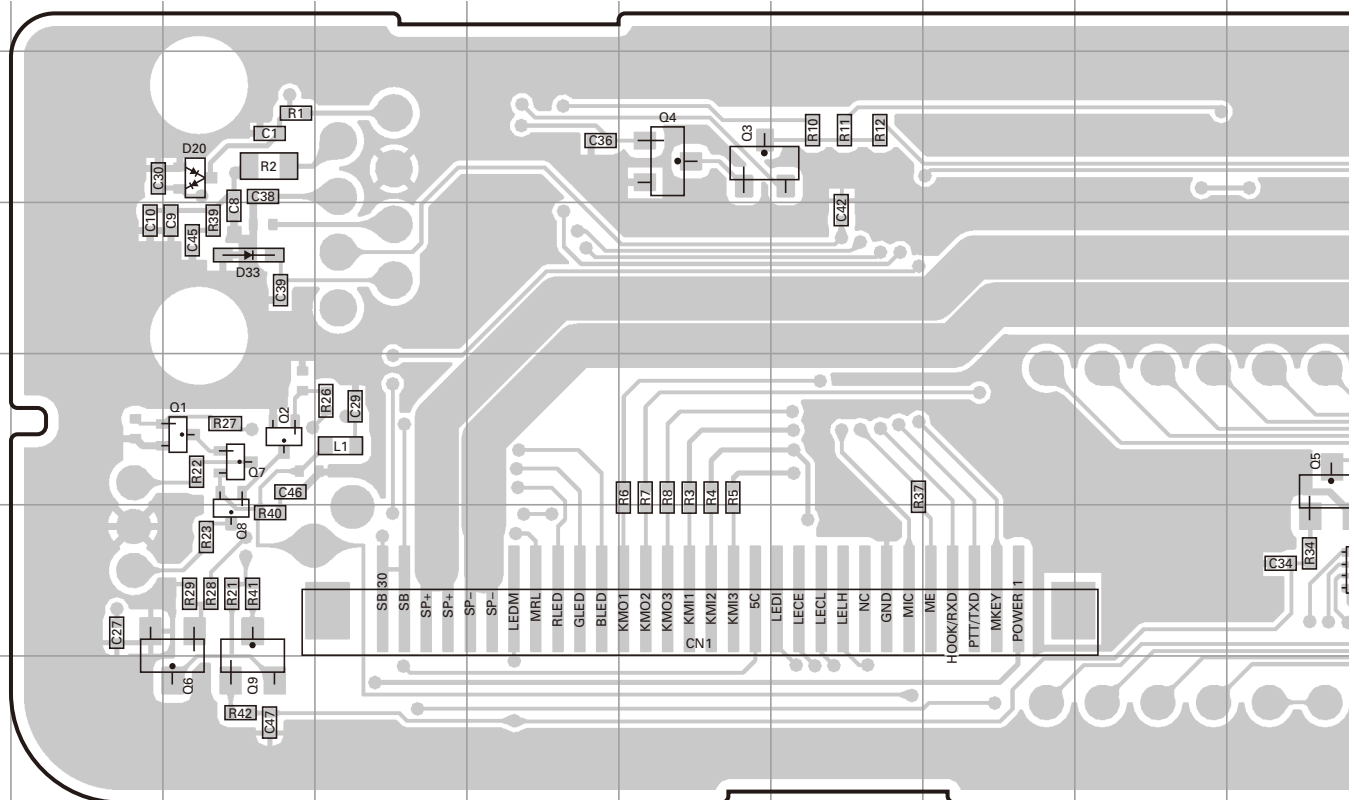 R1
C1
Q4
Q3
R10
R11
R12
C36
D20
R2
C30
C38
C8
C10
C9
R39
C45
C42
D33
C39
R26
C29
Q1
R27
Q2
L1
Q7
R22
C46
R40
Q8
R23
R6
R7
R8
R3
R4
R5
R37
Q5
R34
C34
R29
R28
R21
R41
C27
SB 30
SB
SP+
SP+
SP−
SP−
LEDM
MRL
RLED
GLED
BLED
KMO1
KMO2
KMO3
KMI1
KMI2
KMI3
5C
LEDI
LECE
LECL
LELH
NC
GND
MIC
ME
HOOK/RXD
PTT/TXD
MKEY
POWER 1
CN1
Q6
Q9
R42
C47